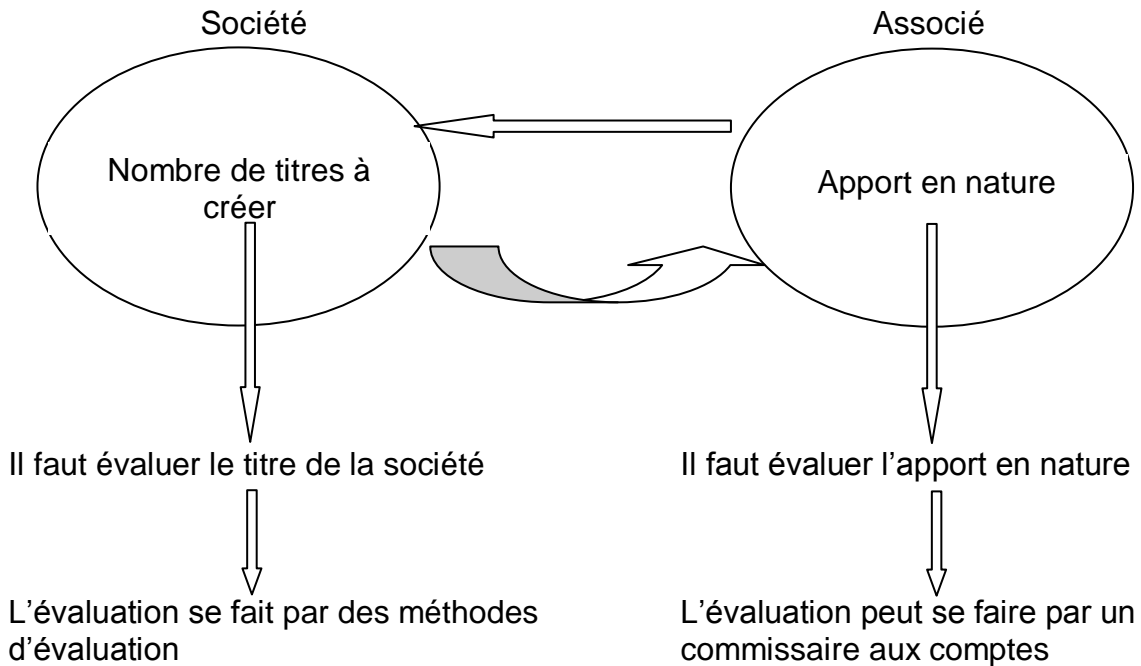 Société
Associé
Nombre de titres à
créer
Apport en nature
Il faut évaluer le titre de la société
Il faut évaluer l’apport en nature
L’évaluation se fait par des méthodes
d’évaluation
L’évaluation peut se faire par un
commissaire aux comptes